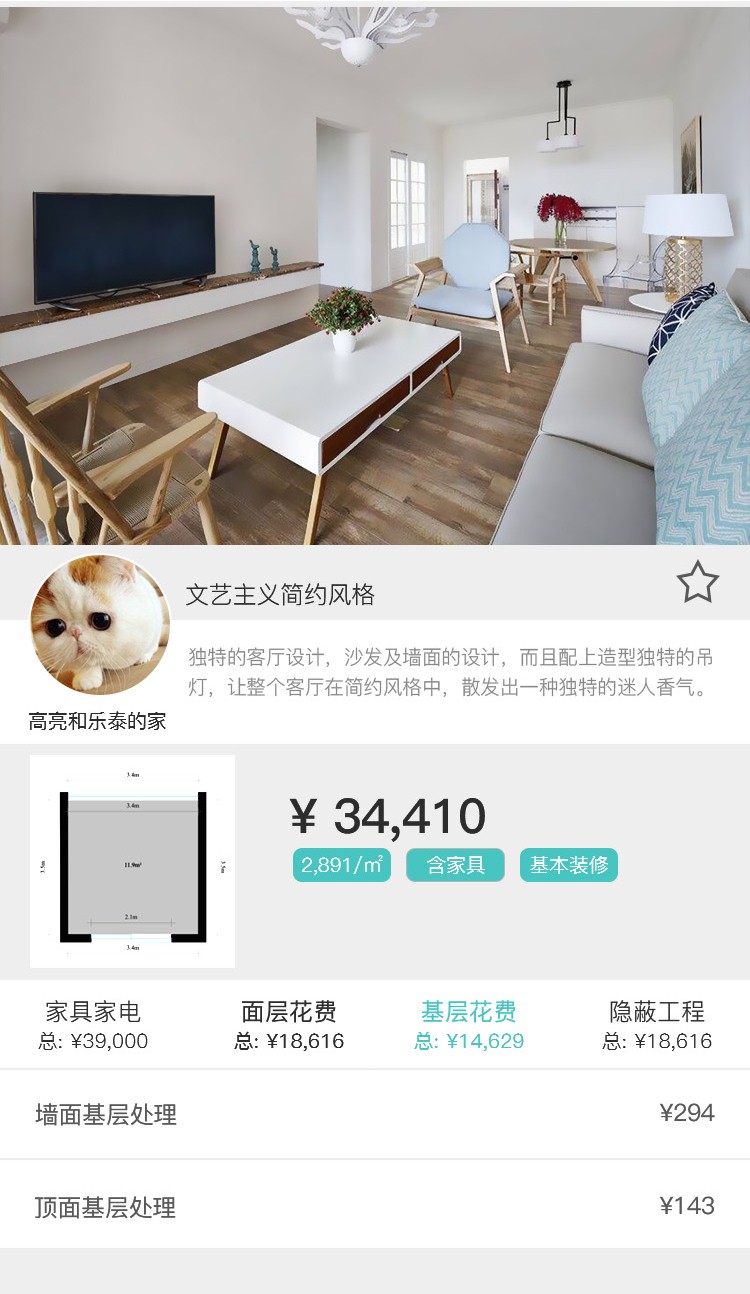 文艺主义简约风格
独特的客厅设计，沙发及墙面的设计，而且配上造型独特的吊
灯，让整个客厅在简约风格中，散发出一种独特的迷人香气。
高亮和乐泰的家
3.4m
3.4m
3.5m
11.9m²
3.5m
2.1m
3.4m
¥ 34,410
2,891/㎡ 含家具 基本装修
家具家电 面层花费 基层花费 隐蔽工程
总: ¥39,000 总: ¥18,616 总: ¥14,629 总: ¥18,616
墙面基层处理 ¥294
顶面基层处理 ¥143